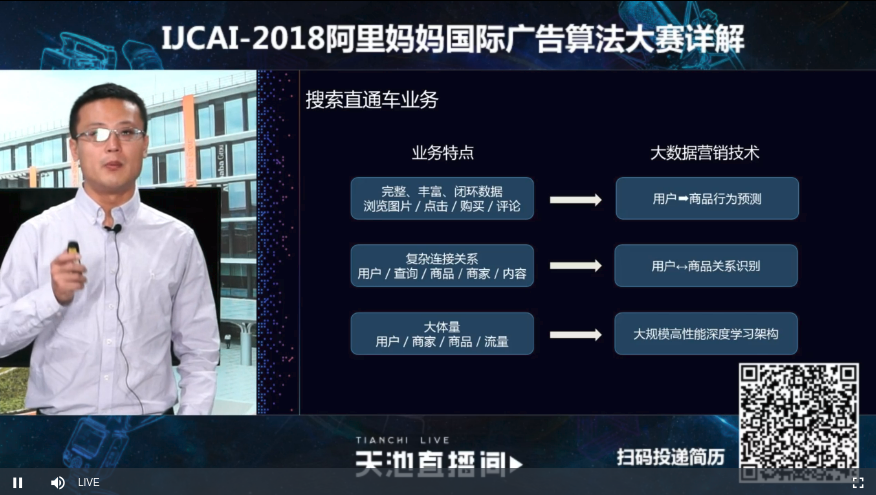 IJCAI-2018阿里妈妈国际广告算法大赛详解
搜索直通车业务
业务特点
大数据营销技术
完整、丰富、闭环数据
浏览图片 / 点击 / 购买 / 评论
用户➡商品行为预测
复杂连接关系
用户 / 查询 / 商品 / 商家 / 内容
用户↔商品关系识别
大体量
用户 / 商家 / 商品 / 流量
大规模高性能深度学习架构
TIANCHI LIVE
天池直播间
扫码投递简历
LIVE